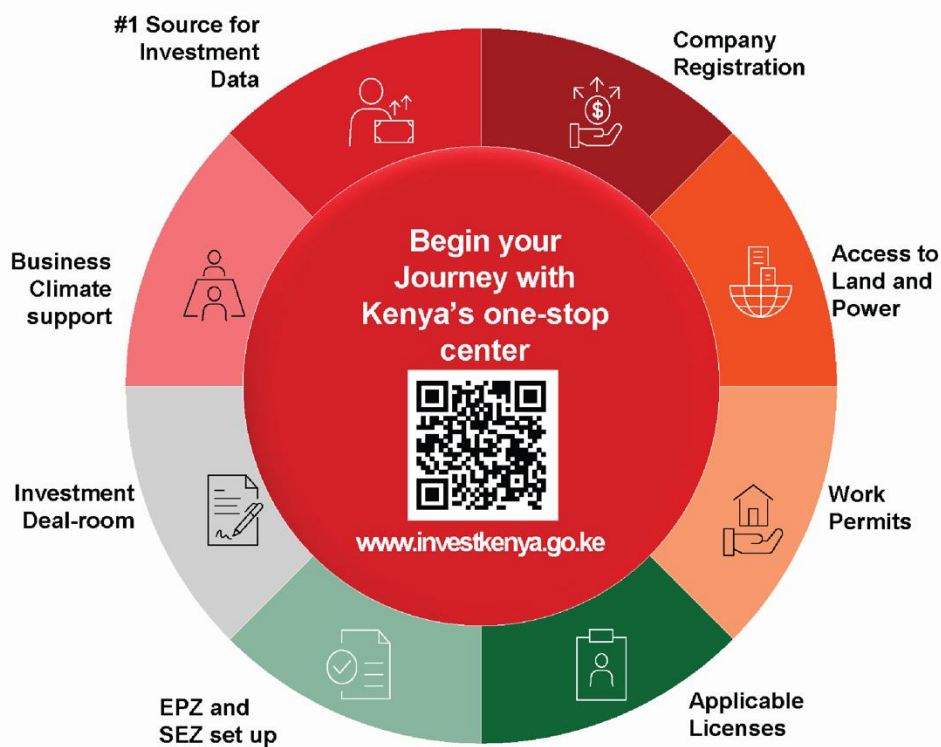 #1 Source for
Investment
Data
Company
Registration
Business
Climate
support
Begin your
Journey with
Kenya's one-stop
center
Access to
Land and
Power
Investment
Deal-room
www.investkenya.go.ke
Work
Permits
EPZ and
SEZ set up
Applicable
Licenses